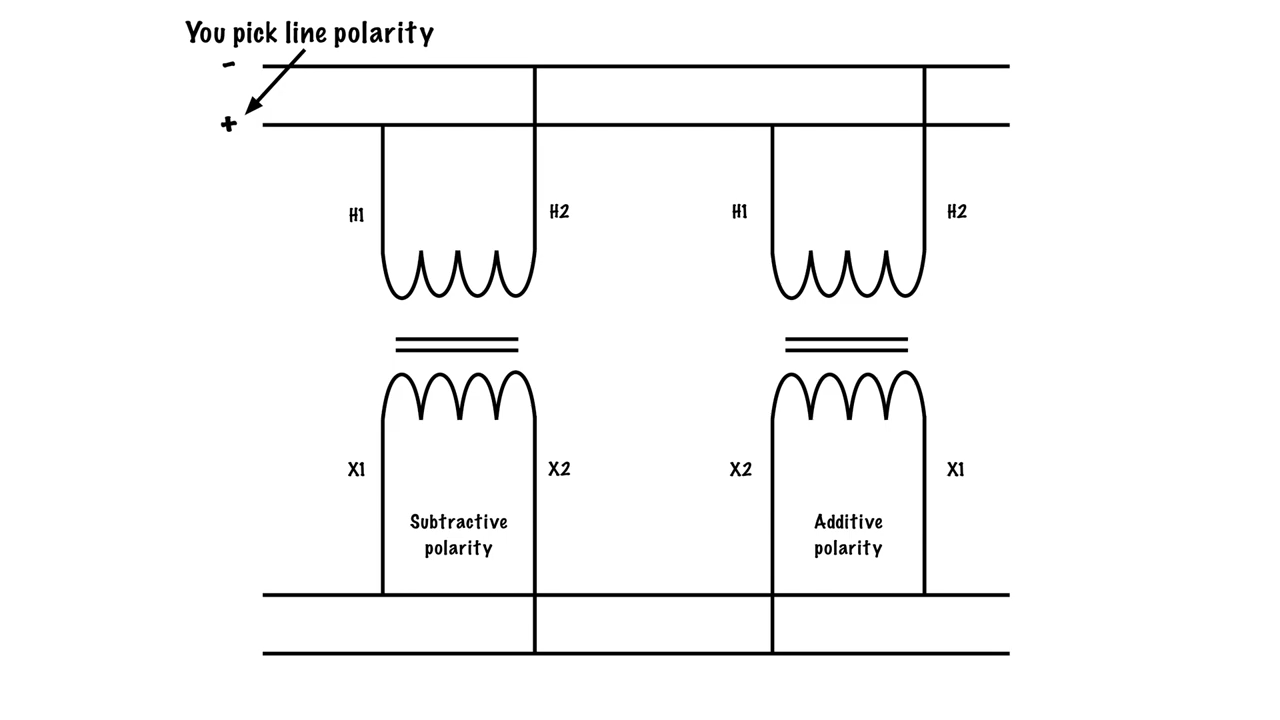 You pick line polarity
-
+
H1
H2
H1
H2
X1
X2
X2
X1
Subtractive
polarity
Additive
polarity